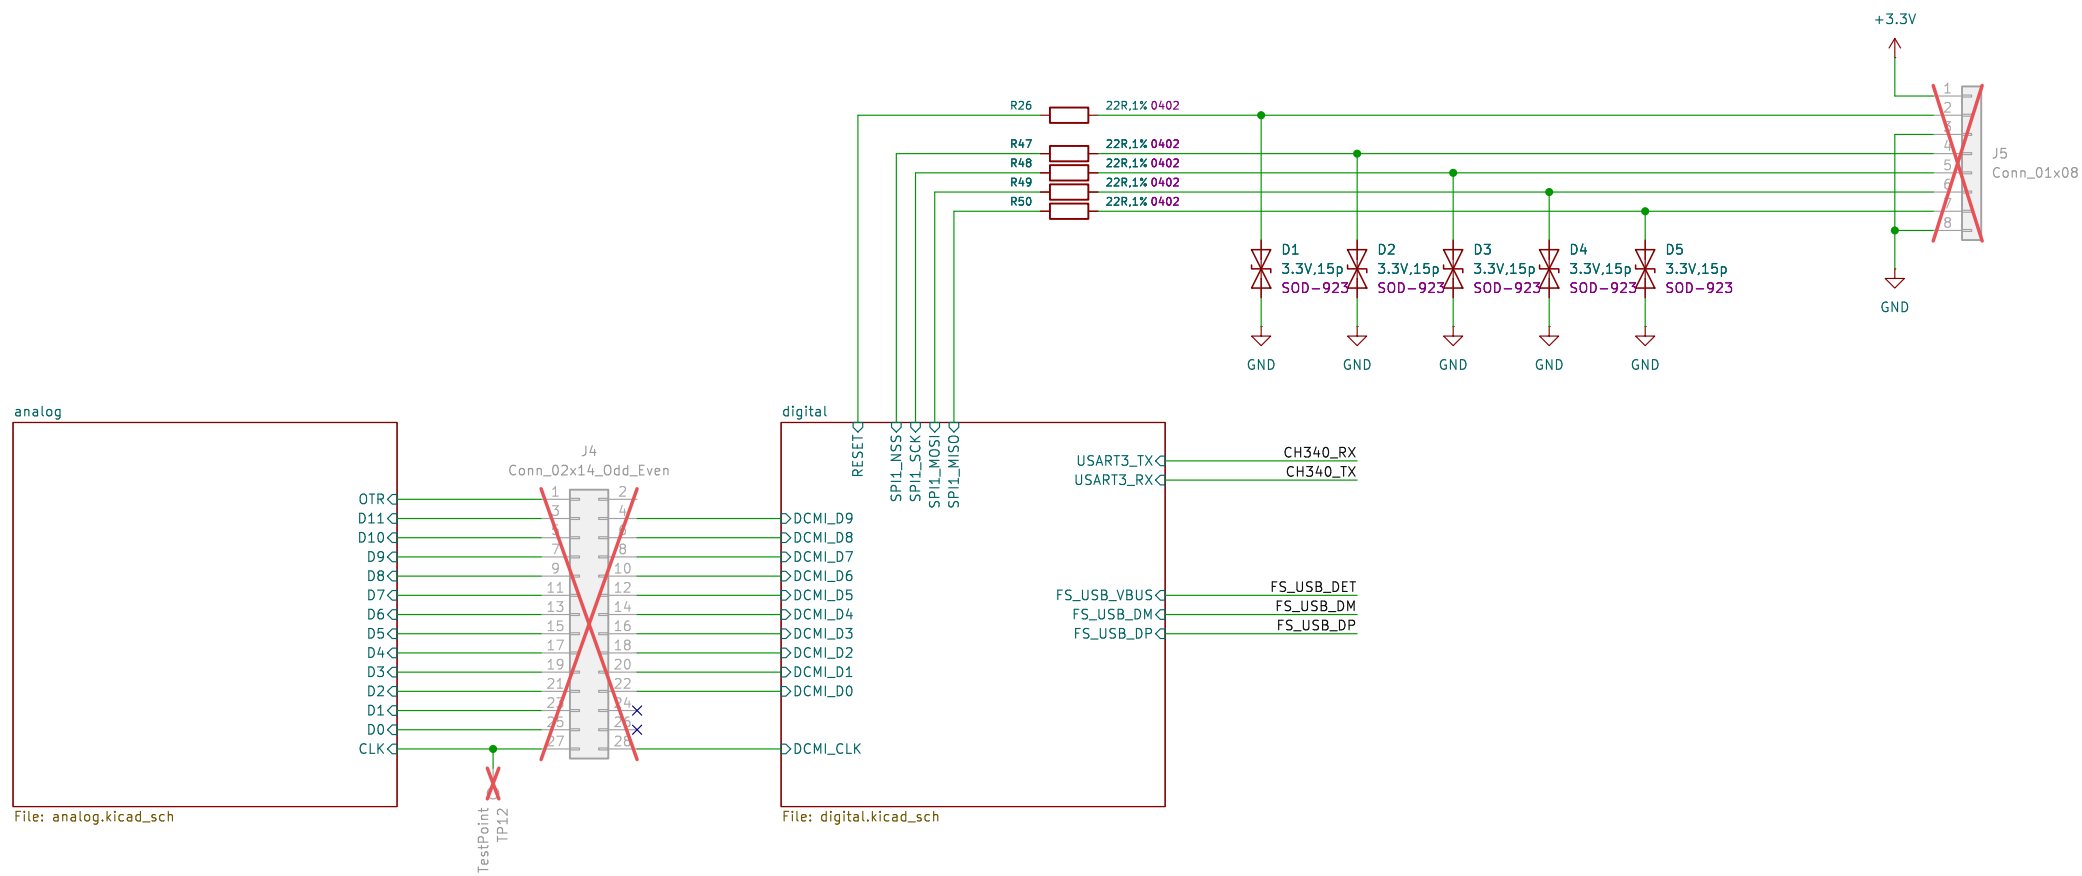 +3.3V
R26 22R,1% 0402
R47 22R,1% 0402
R48 22R,1% 0402
R49 22R,1% 0402
R50 22R,1% 0402
1
2
3
4
5
6
7
8
J5
Conn_01x08
D1
3.3V,15p
SOD-923
D2
3.3V,15p
SOD-923
D3
3.3V,15p
SOD-923
D4
3.3V,15p
SOD-923
D5
3.3V,15p
SOD-923
GND
GND
GND
GND
GND
GND
analog
OTR
D11
D10
D9
D8
D7
D6
D5
D4
D3
D2
D1
D0
CLK
File: analog.kicad_sch
J4
Conn_02x14_Odd_Even
1 2
3 4
5 6
7 8
9 10
11 12
13 14
15 16
17 18
19 20
21 22
23 24
25 26
27 28
TestPoint
TP12
digital
RESET
SPI1_NSS
SPI1_SCK
SPI1_MOSI
SPI1_MISO
DCMI_D9
DCMI_D8
DCMI_D7
DCMI_D6
DCMI_D5
DCMI_D4
DCMI_D3
DCMI_D2
DCMI_D1
DCMI_D0
DCMI_CLK
USART3_TX
USART3_RX
FS_USB_VBUS
FS_USB_DM
FS_USB_DP
File: digital.kicad_sch
CH340_RX
CH340_TX
FS_USB_DET
FS_USB_DM
FS_USB_DP